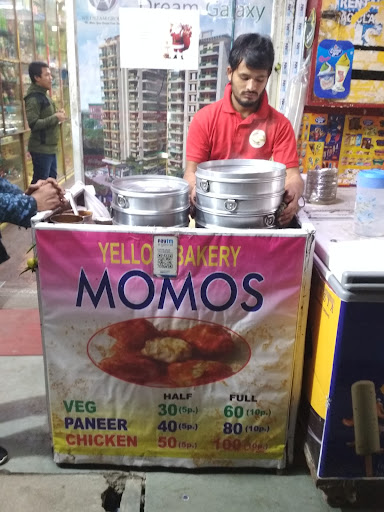 Dream Galaxy
YELLOW BAKERY
MOMOS
HALF FULL
VEG 30 (5p.) 60 (10p.)
PANEER 40 (5p.) 80 (10p.)
CHICKEN 50 (5p.) 100 (10p.)